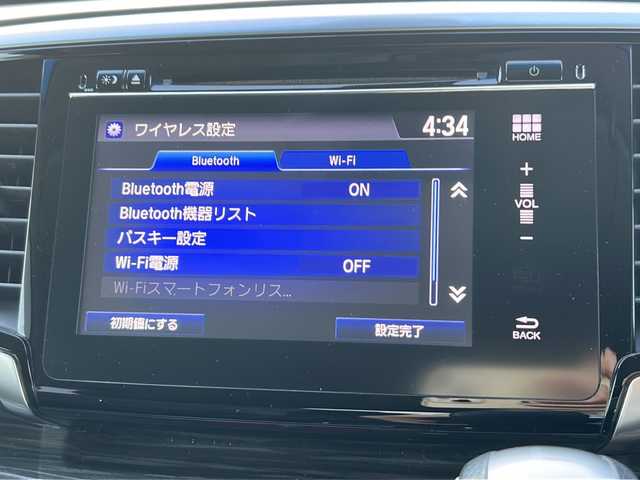 ワイヤレス設定
4:34
Bluetooth
Wi-Fi
Bluetooth電源 ON
Bluetooth機器リスト
パスキー設定
Wi-Fi電源 OFF
Wi-Fiスマートフォンリス...
初期値にする
設定完了
HOME
+
VOL
−
BACK